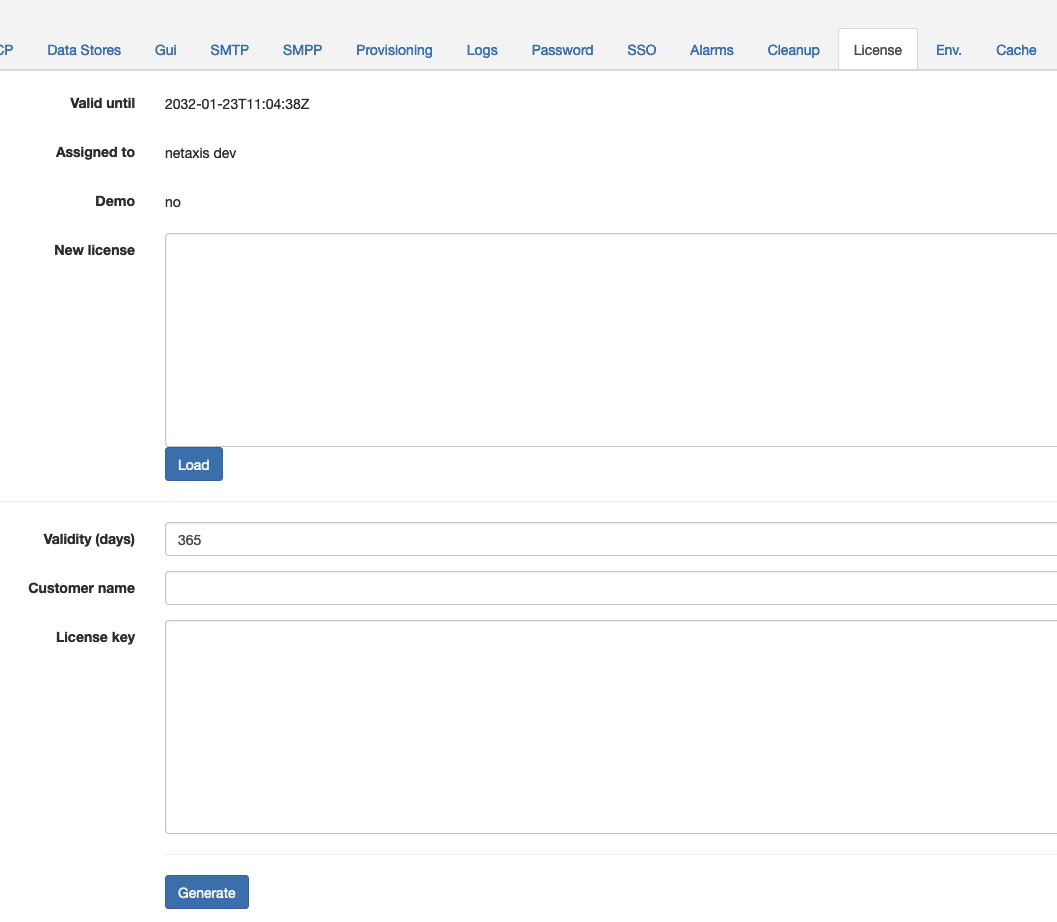 CP Data Stores Gui SMTP SMPP Provisioning Logs Password SSO Alarms Cleanup License Env. Cache
Valid until 2032-01-23T11:04:38Z
Assigned to netaxis dev
Demo no
New license
Load
Validity (days) 365
Customer name
License key
Generate